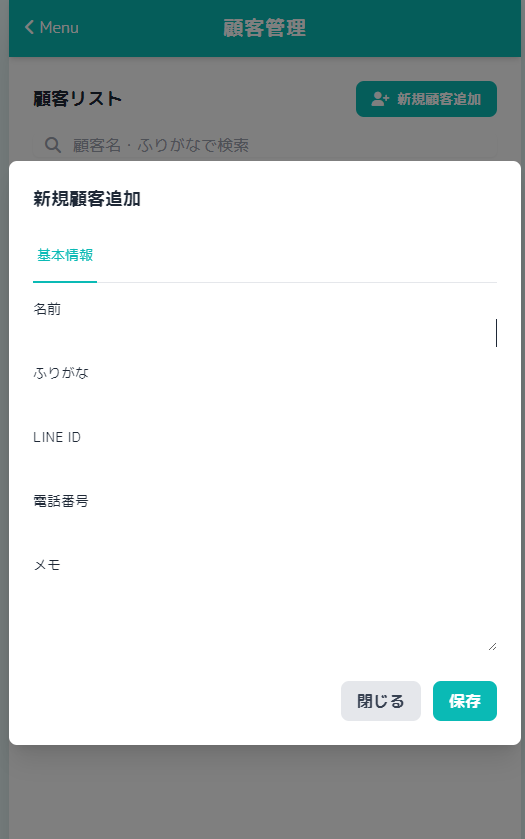 Menu
顧客管理
顧客リスト
新規顧客追加
顧客名・ふりがなで検索
新規顧客追加
基本情報
名前
ふりがな
LINE ID
電話番号
メモ
閉じる
保存